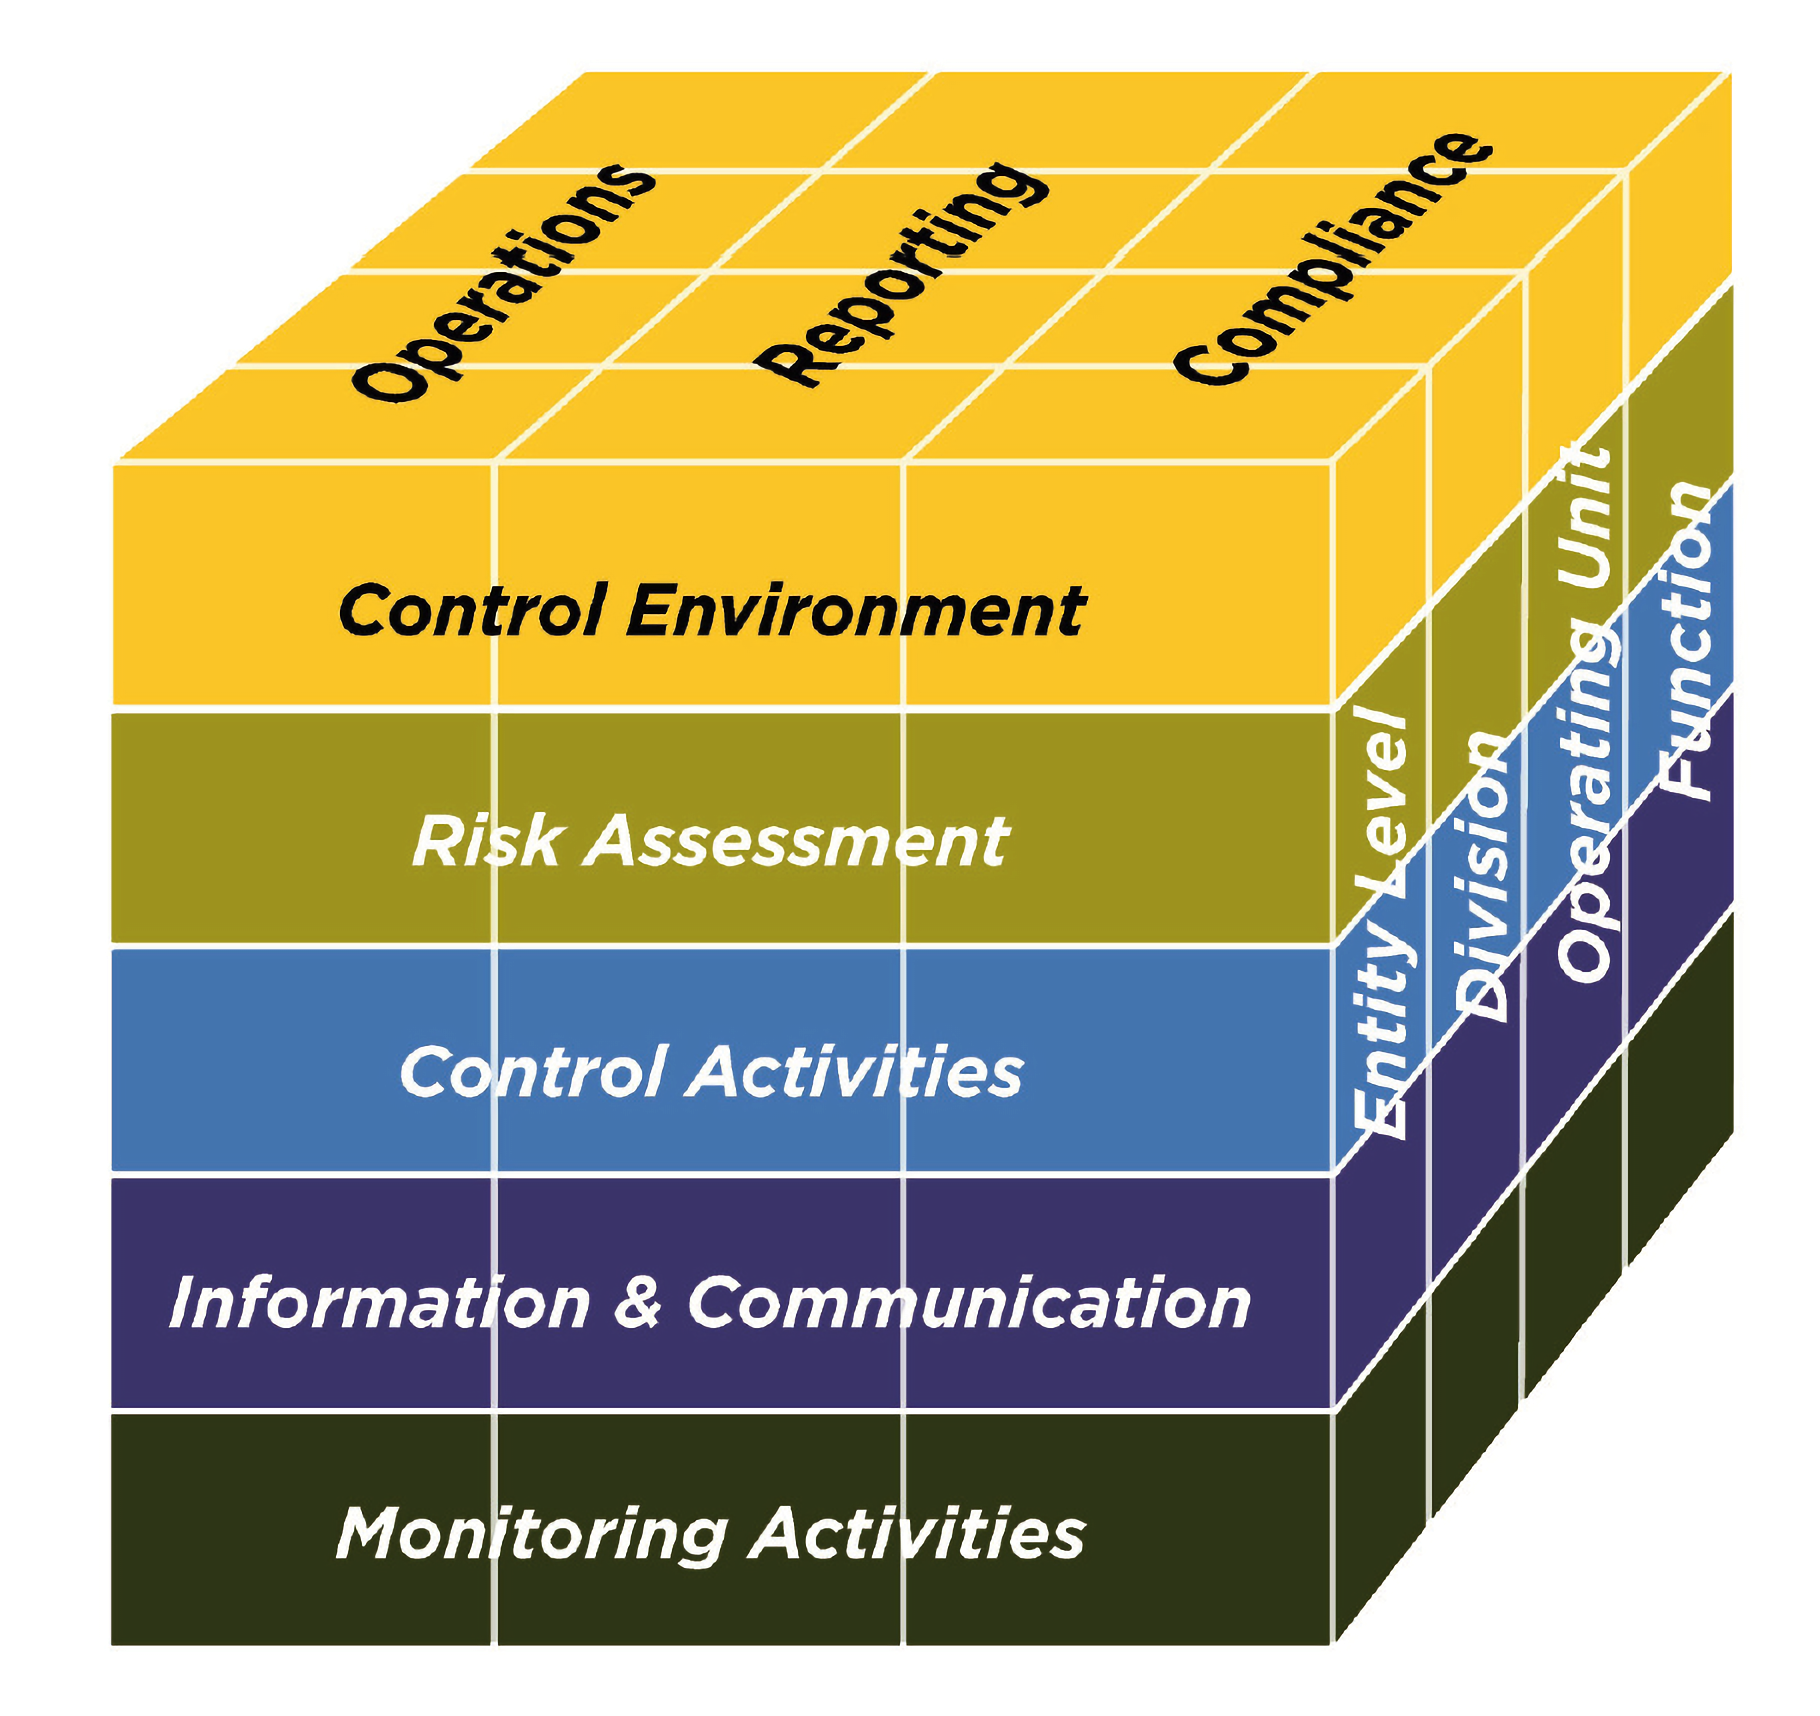 Operations
Reporting
Compliance
Control Environment
Risk Assessment
Control Activities
Information & Communication
Monitoring Activities
Entity Level
Division
Operating Unit
Function